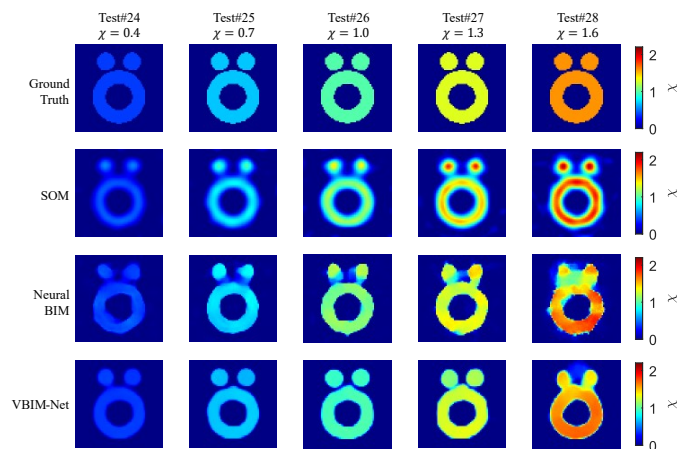 Test#24 Test#25 Test#26 Test#27 Test#28
χ = 0.4 χ = 0.7 χ = 1.0 χ = 1.3 χ = 1.6
Ground
Truth
2
1
0
χ
SOM
2
1
0
χ
Neural
BIM
2
1
0
χ
VBIM-Net
2
1
0
χ